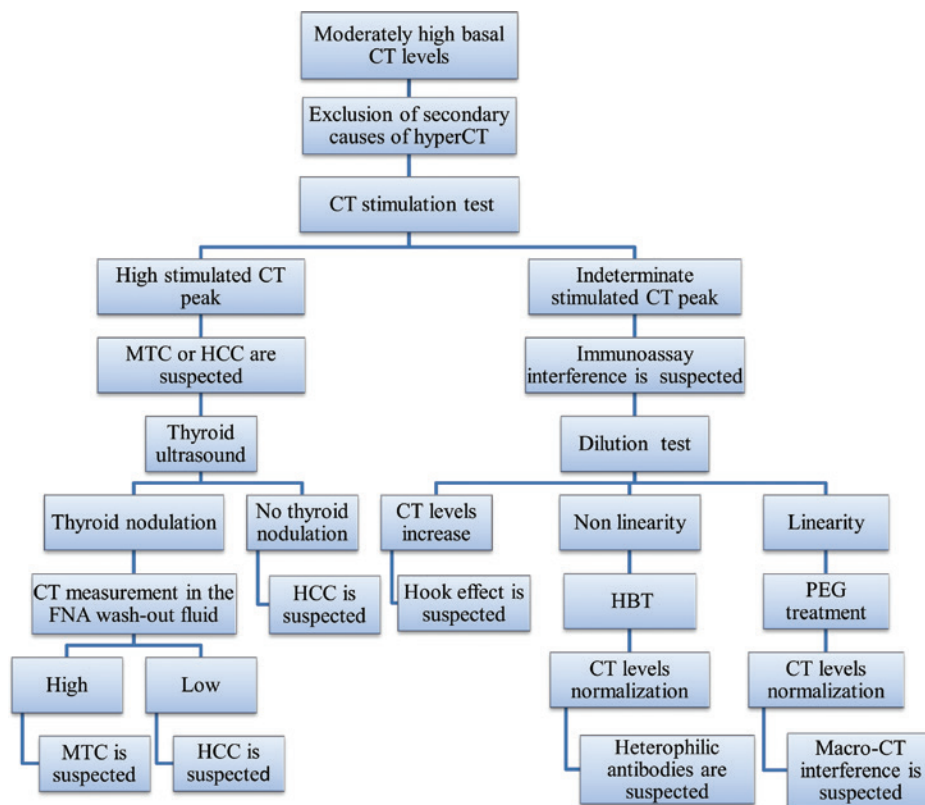 Moderately high basal
CT levels
Exclusion of secondary
causes of hyperCT
CT stimulation test
High stimulated CT
peak
Indeterminate
stimulated CT peak
MTC or HCC are
suspected
Immunoassay
interference is suspected
Thyroid
ultrasound
Dilution test
Thyroid nodulation
No thyroid
nodulation
CT levels
increase
Non linearity
Linearity
CT measurement in the
FNA wash-out fluid
HCC is
suspected
Hook effect is
suspected
HBT
PEG
treatment
High
Low
CT levels
normalization
CT levels
normalization
MTC is
suspected
HCC is
suspected
Heterophilic
antibodies are
suspected
Macro-CT
interference is
suspected